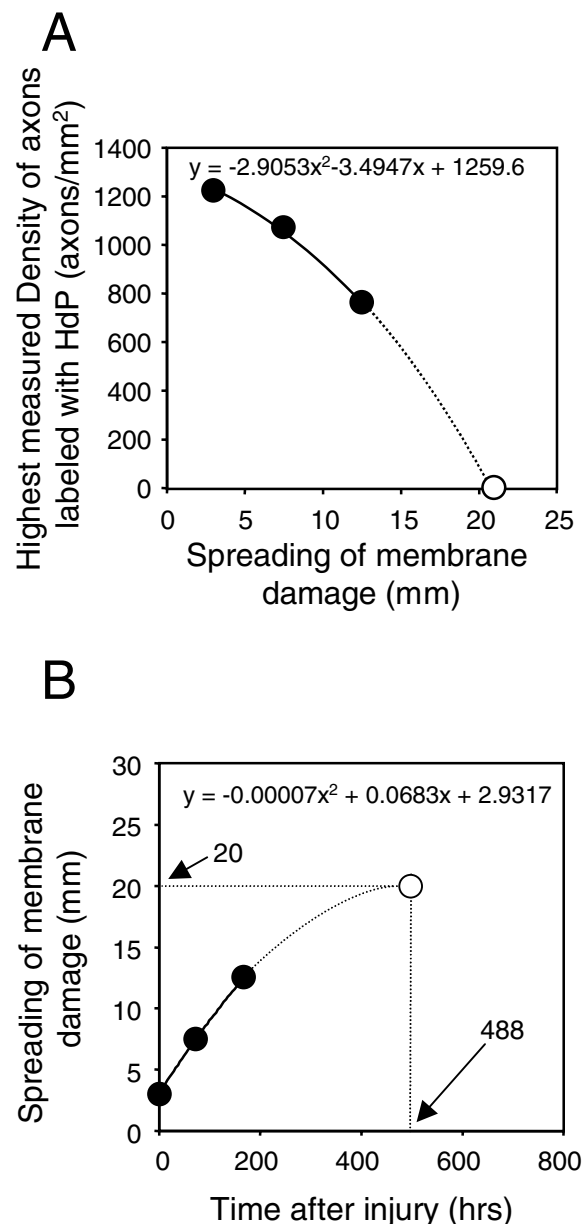 A
Highest measured Density of axons
labeled with HdP (axons/mm²)
1400
1200
1000
800
600
400
200
0
y = -2.9053x²-3.4947x + 1259.6
0 5 10 15 20 25
Spreading of membrane
damage (mm)
B
Spreading of membrane
damage (mm)
30
25
20
15
10
5
0
y = -0.00007x² + 0.0683x + 2.9317
20
488
0 200 400 600 800
Time after injury (hrs)